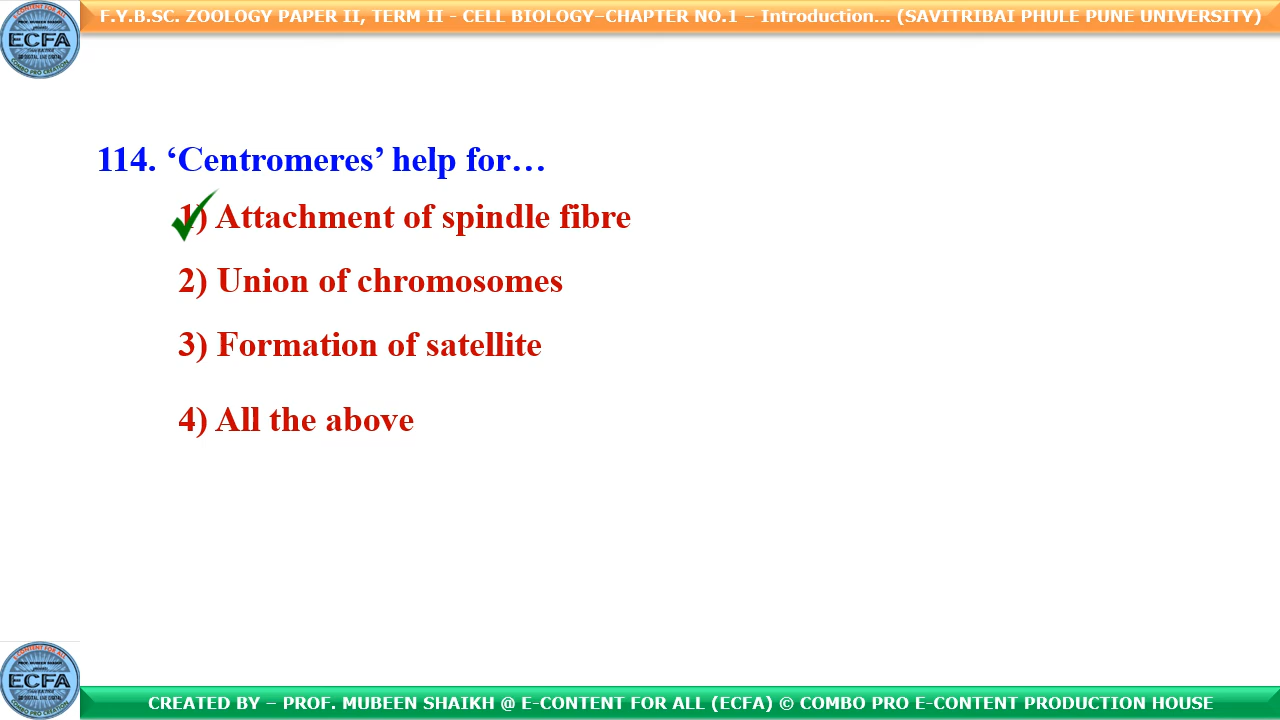 F.Y.B.SC. ZOOLOGY PAPER II, TERM II - CELL BIOLOGY–CHAPTER NO.1 – Introduction... (SAVITRIBAI PHULE PUNE UNIVERSITY)
ECFA
114. ‘Centromeres’ help for…
1) Attachment of spindle fibre
2) Union of chromosomes
3) Formation of satellite
4) All the above
ECFA
CREATED BY – PROF. MUBEEN SHAIKH @ E-CONTENT FOR ALL (ECFA) © COMBO PRO E-CONTENT PRODUCTION HOUSE